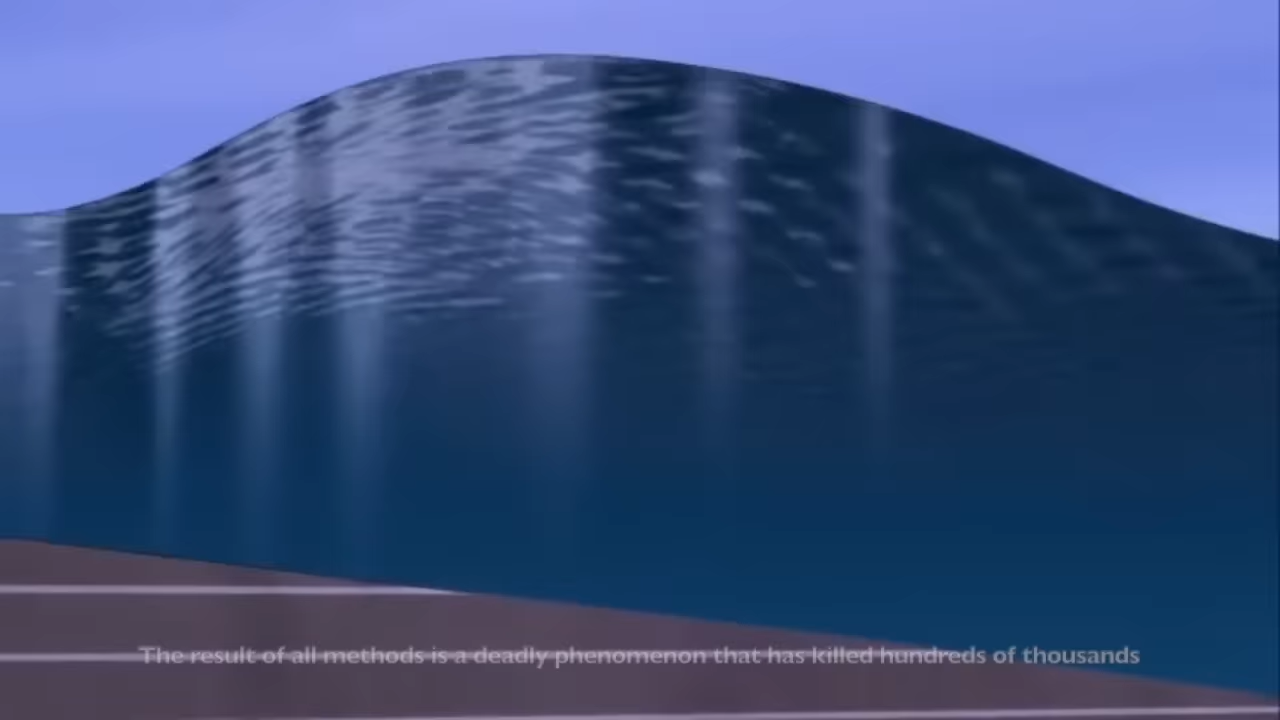 The result of all methods is a deadly phenomenon that has killed hundreds of thousands